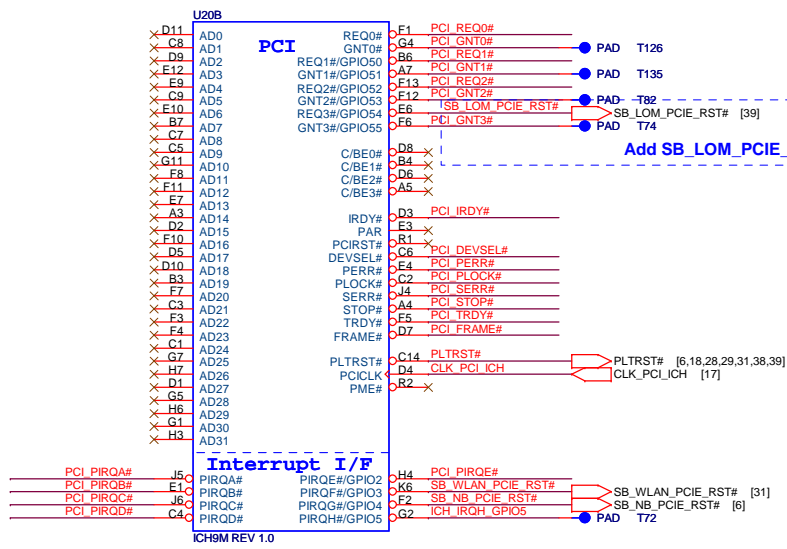 U20B
D11 AD0 PCI REQ0# F1 PCI_REQ0#
C8 AD1 GNT0# G4 PCI_GNT0# PAD T126
D9 AD2 REQ1#/GPIO50 B6 PCI_REQ1#
E12 AD3 GNT1#/GPIO51 A7 PCI_GNT1# PAD T135
E9 AD4 REQ2#/GPIO52 F13 PCI_REQ2#
C9 AD5 GNT2#/GPIO53 F12 PCI_GNT2# PAD T82
E10 AD6 REQ3#/GPIO54 E6 SB_LOM_PCIE_RST# SB_LOM_PCIE_RST# [39]
B7 AD7 GNT3#/GPIO55 F6 PCI_GNT3# PAD T74
C7 AD8
C5 AD9 C/BE0# D8 Add SB_LOM_PCIE_
G11 AD10 C/BE1# B4
F8 AD11 C/BE2# D6
F11 AD12 C/BE3# A5
E7 AD13
A3 AD14 IRDY# D3 PCI_IRDY#
D2 AD15 PAR E3
F10 AD16 PCIRST# R1
D5 AD17 DEVSEL# C6 PCI_DEVSEL#
D10 AD18 PERR# E4 PCI_PERR#
B3 AD19 PLOCK# C2 PCI_PLOCK#
F7 AD20 SERR# J4 PCI_SERR#
C3 AD21 STOP# A4 PCI_STOP#
F3 AD22 TRDY# F5 PCI_TRDY#
F4 AD23 FRAME# D7 PCI_FRAME#
C1 AD24
G7 AD25 PLTRST# C14 PLTRST# PLTRST# [6,18,28,29,31,38,39]
H7 AD26 PCICLK D4 CLK_PCI_ICH CLK_PCI_ICH [17]
D1 AD27 PME# R2
G5 AD28
H6 AD29
G1 AD30
H3 AD31
Interrupt I/F
PCI_PIRQA# J5 PIRQA# PIRQE#/GPIO2 H4 PCI_PIRQE#
PCI_PIRQB# E1 PIRQB# PIRQF#/GPIO3 K6 SB_WLAN_PCIE_RST# SB_WLAN_PCIE_RST# [31]
PCI_PIRQC# J6 PIRQC# PIRQG#/GPIO4 F2 SB_NB_PCIE_RST# SB_NB_PCIE_RST# [6]
PCI_PIRQD# C4 PIRQD# PIRQH#/GPIO5 G2 ICH_IRQH_GPIO5 PAD T72
ICH9M REV 1.0